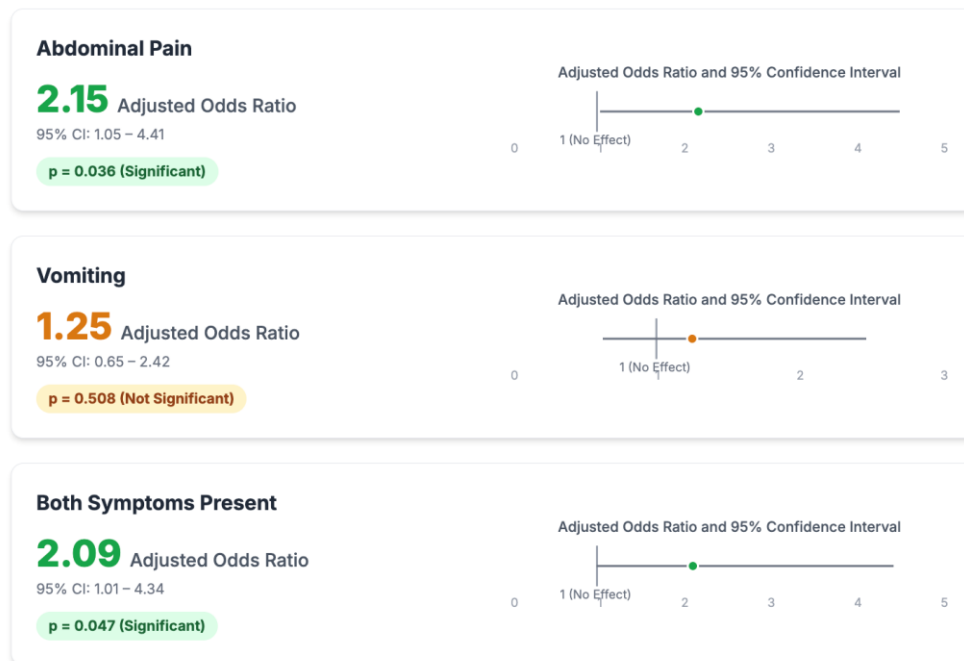 Abdominal Pain
2.15 Adjusted Odds Ratio
95% CI: 1.05 – 4.41
p = 0.036 (Significant)
Adjusted Odds Ratio and 95% Confidence Interval
1 (No Effect)
0 1 2 3 4 5
Vomiting
1.25 Adjusted Odds Ratio
95% CI: 0.65 – 2.42
p = 0.508 (Not Significant)
Adjusted Odds Ratio and 95% Confidence Interval
1 (No Effect)
0 1 2 3
Both Symptoms Present
2.09 Adjusted Odds Ratio
95% CI: 1.01 – 4.34
p = 0.047 (Significant)
Adjusted Odds Ratio and 95% Confidence Interval
1 (No Effect)
0 1 2 3 4 5